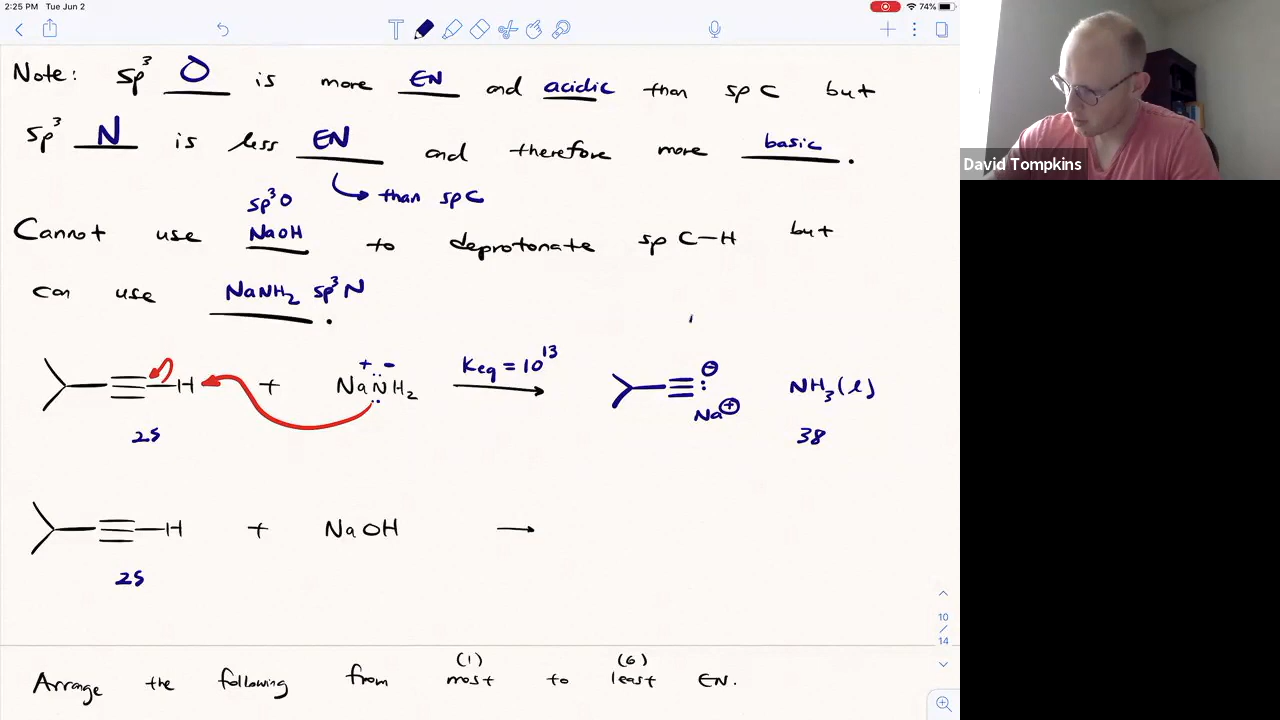 2:25 PM Tue Jun 2
74%
Note: sp³ O is more EN and acidic than sp C but
sp³ N is less EN and therefore more basic.
than sp C
sp³ O
Cannot use NaOH to deprotonate sp C-H but
can use NaNH₂ sp³ N.
≡-H + NaNH₂ Keq = 10¹³ ≡:⊖ Na⊕ NH₃(l)
25 38
≡-H + NaOH →
25
10
/
14
(1) (6)
Arrange the following from most to least EN.
David Tompkins